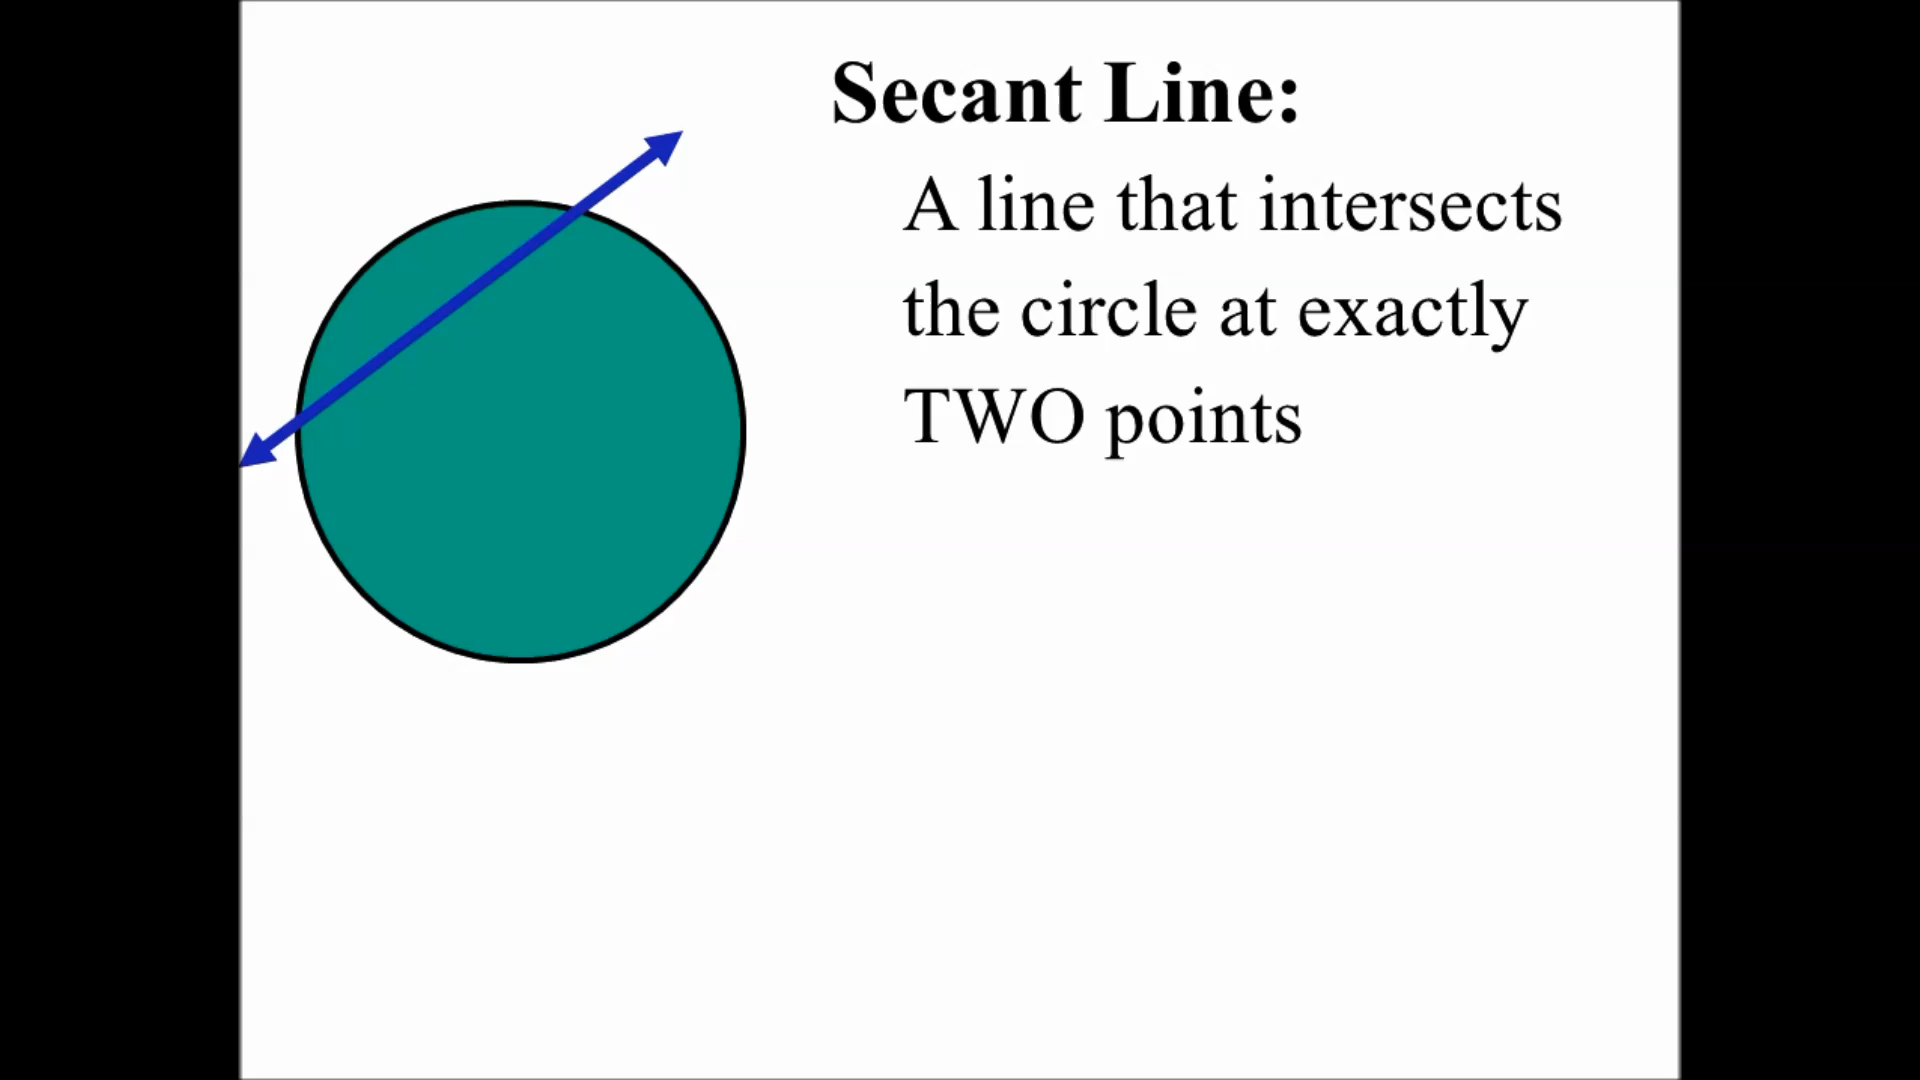 Secant Line:
A line that intersects
the circle at exactly
TWO points